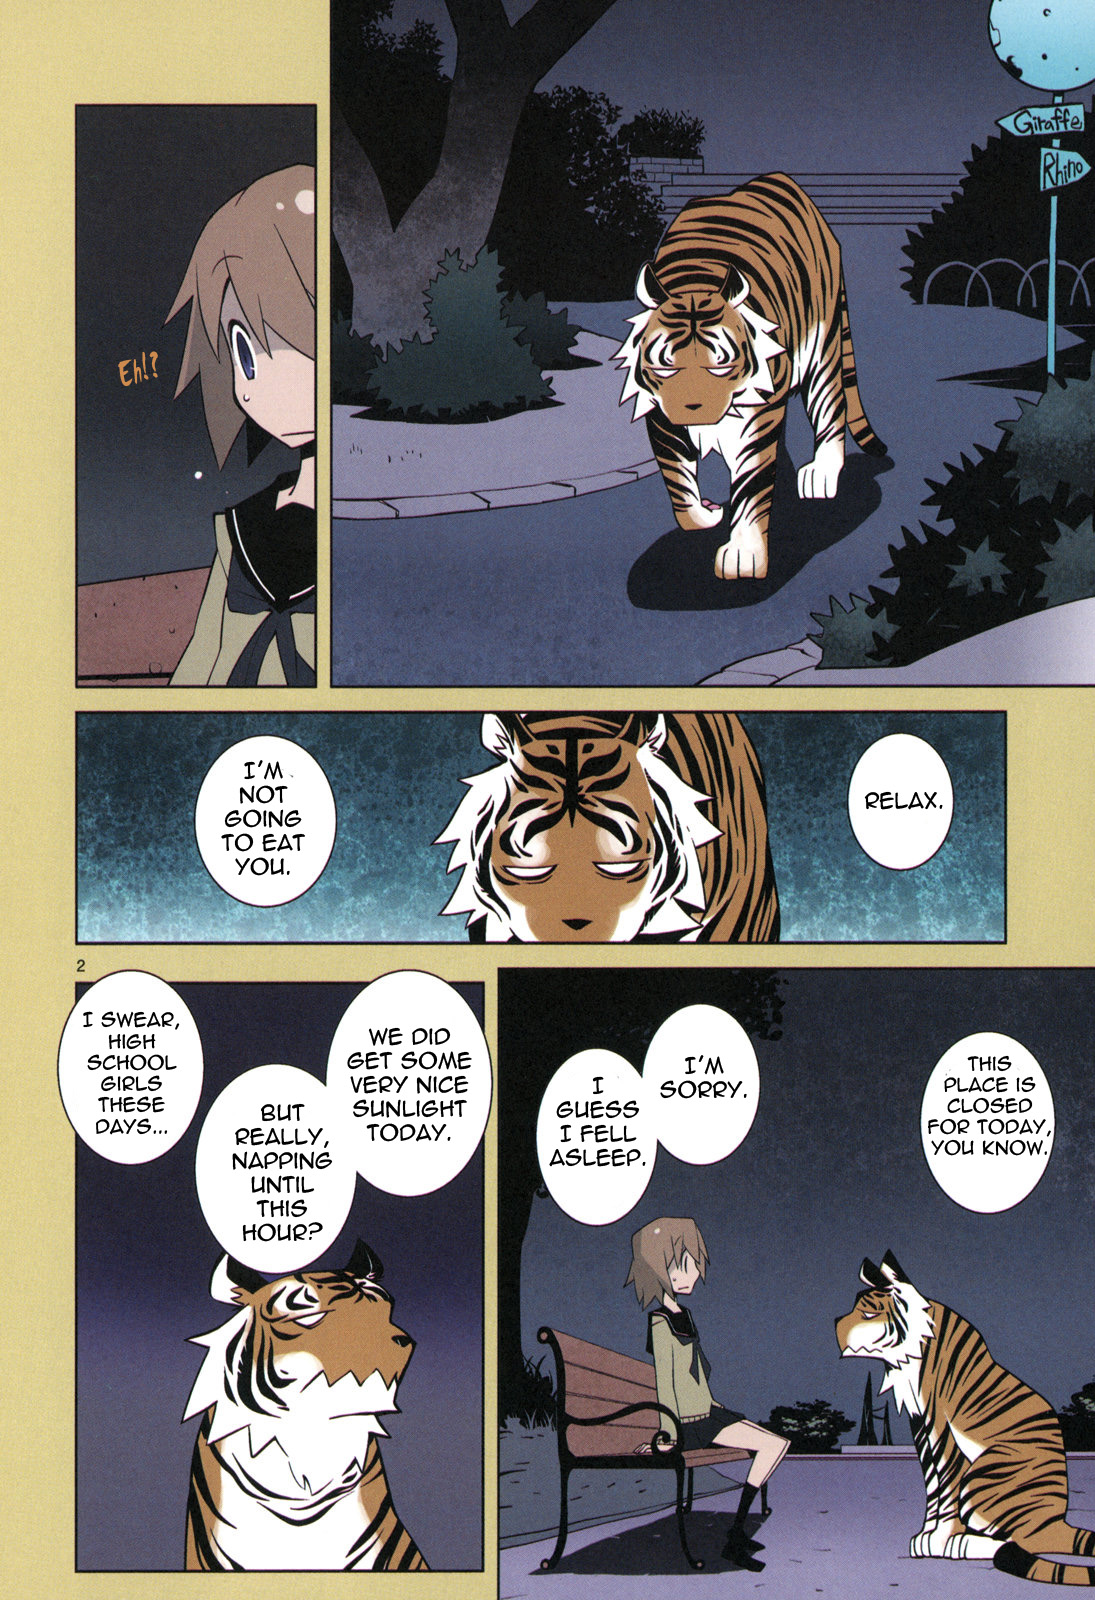 Giraffe
Rhino
Eh!?
RELAX.
I'M
NOT
GOING
TO EAT
YOU.
THIS
PLACE IS
CLOSED
FOR TODAY,
YOU KNOW.
I'M
SORRY.
I
GUESS
I FELL
ASLEEP.
WE DID
GET SOME
VERY NICE
SUNLIGHT
TODAY.
BUT
REALLY,
NAPPING
UNTIL
THIS
HOUR?
I SWEAR,
HIGH
SCHOOL
GIRLS
THESE
DAYS...
2